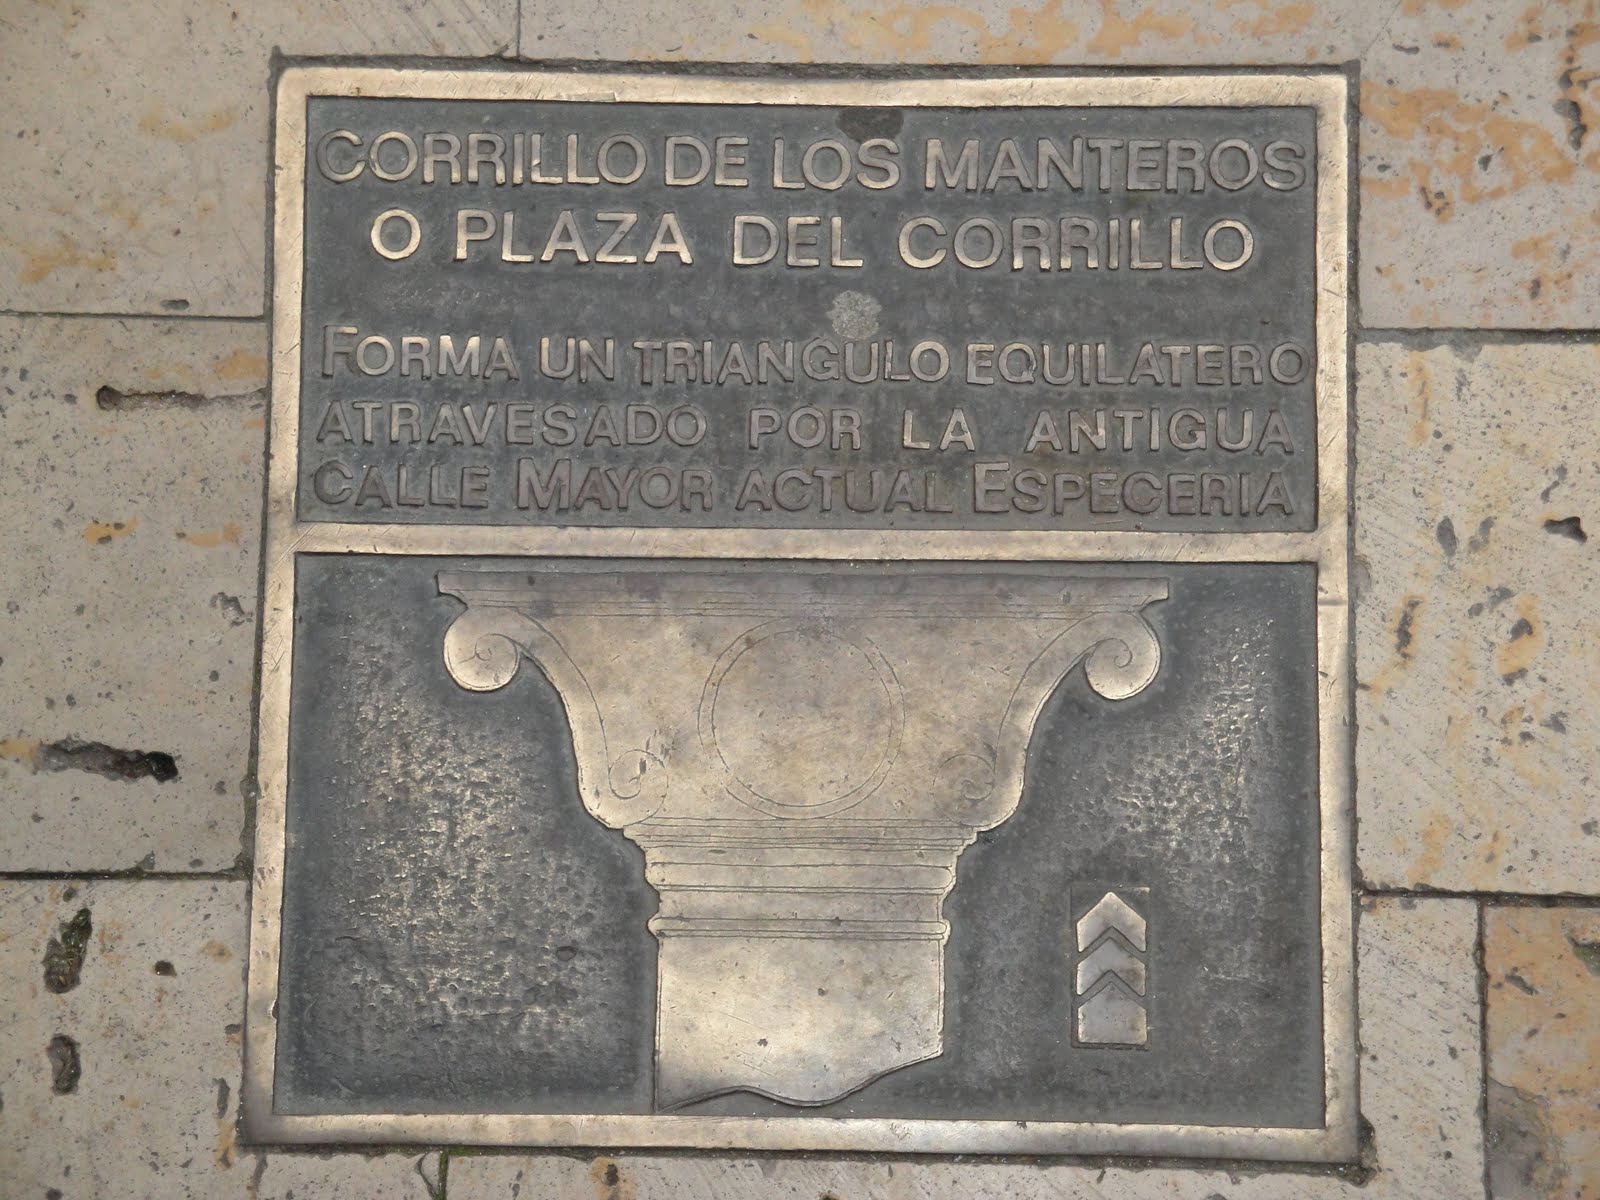 CORRILLO DE LOS MANTEROS
O PLAZA DEL CORRILLO
FORMA UN TRIANGULO EQUILATERO
ATRAVESADO POR LA ANTIGUA
CALLE MAYOR ACTUAL ESPECERIA